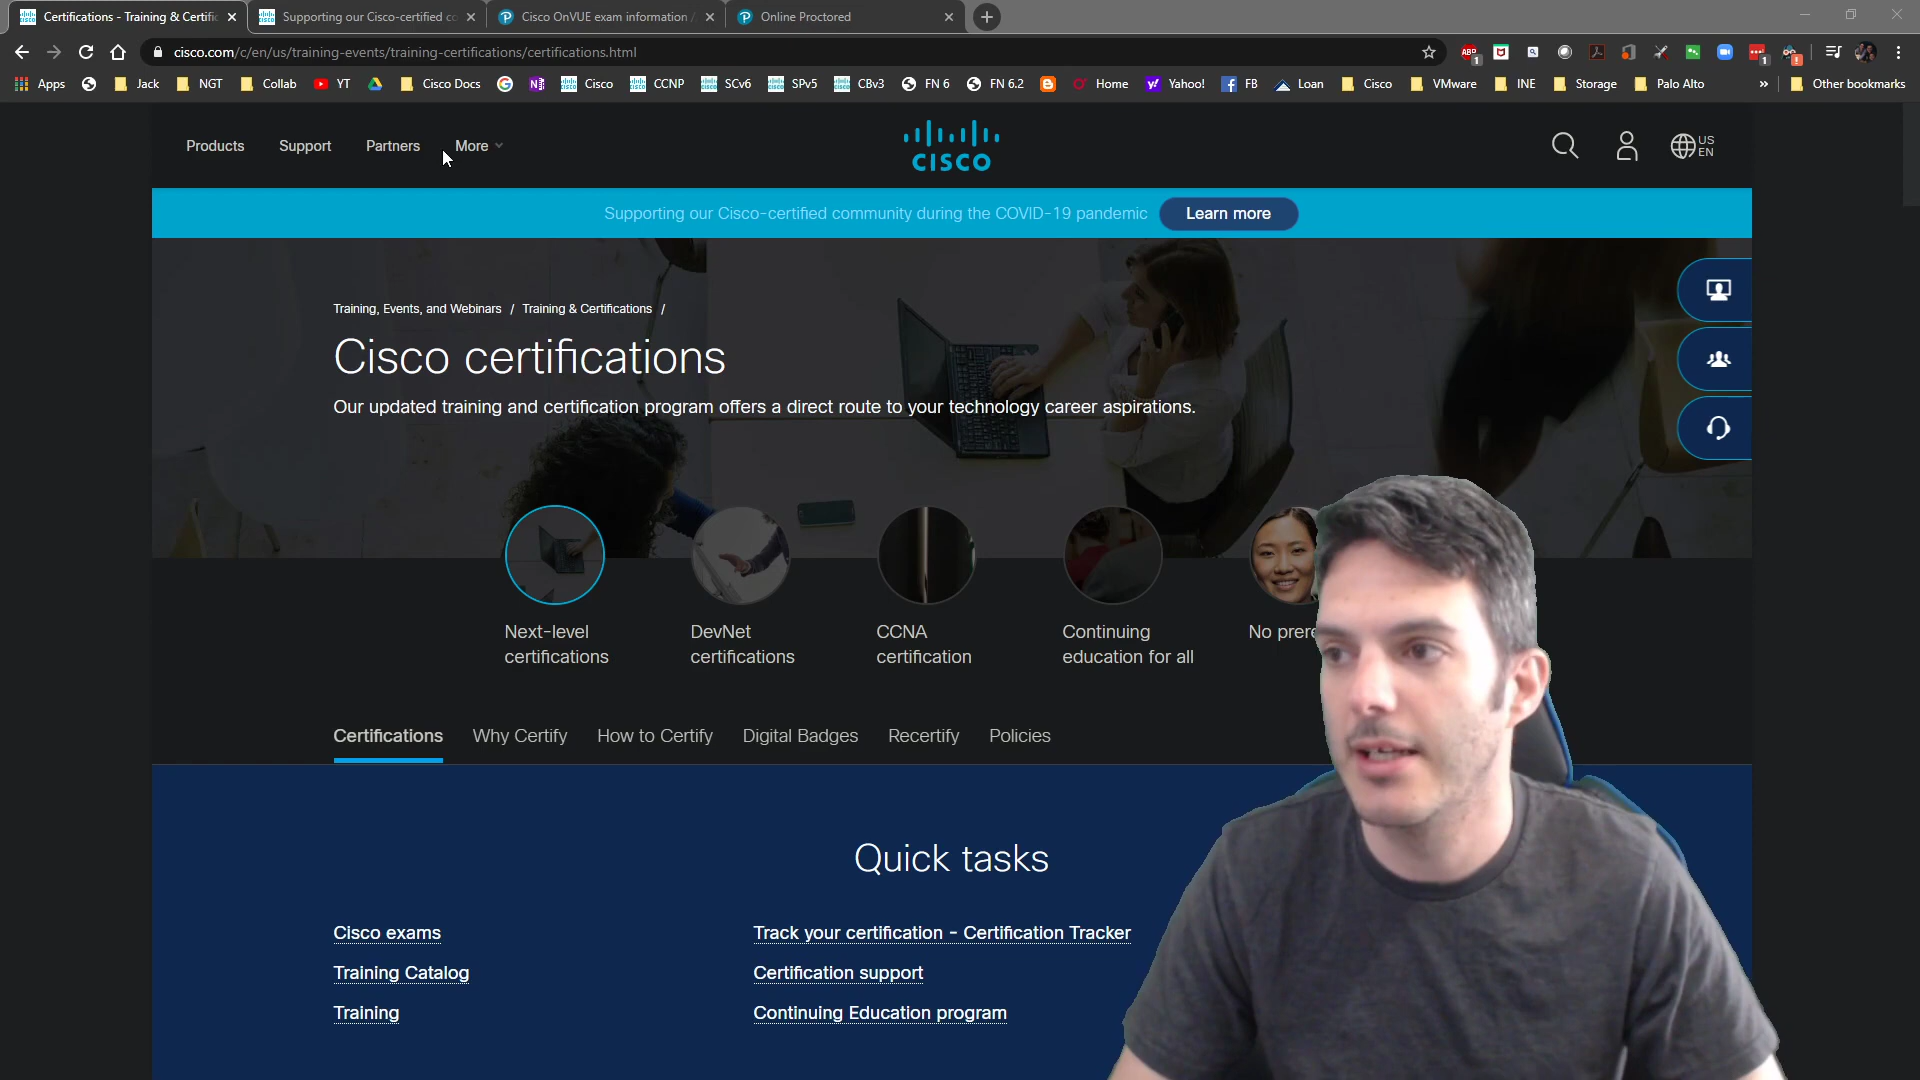 Certifications - Training & Certific
Supporting our Cisco-certified co
Cisco OnVUE exam information /
Online Proctored
cisco.com/c/en/us/training-events/training-certifications/certifications.html
Apps
Jack
NGT
Collab
YT
Cisco Docs
Cisco
CCNP
SCv6
SPv5
CBv3
FN 6
FN 6.2
Home
Yahoo!
FB
Loan
Cisco
VMware
INE
Storage
Palo Alto
»
Other bookmarks
Products
Support
Partners
More
CISCO
US
EN
Supporting our Cisco-certified community during the COVID-19 pandemic
Learn more
Training, Events, and Webinars / Training & Certifications /
Cisco certifications
Our updated training and certification program offers a direct route to your technology career aspirations.
Next-level
certifications
DevNet
certifications
CCNA
certification
Continuing
education for all
No prere
Certifications
Why Certify
How to Certify
Digital Badges
Recertify
Policies
Quick tasks
Cisco exams
Track your certification - Certification Tracker
Training Catalog
Certification support
Training
Continuing Education program